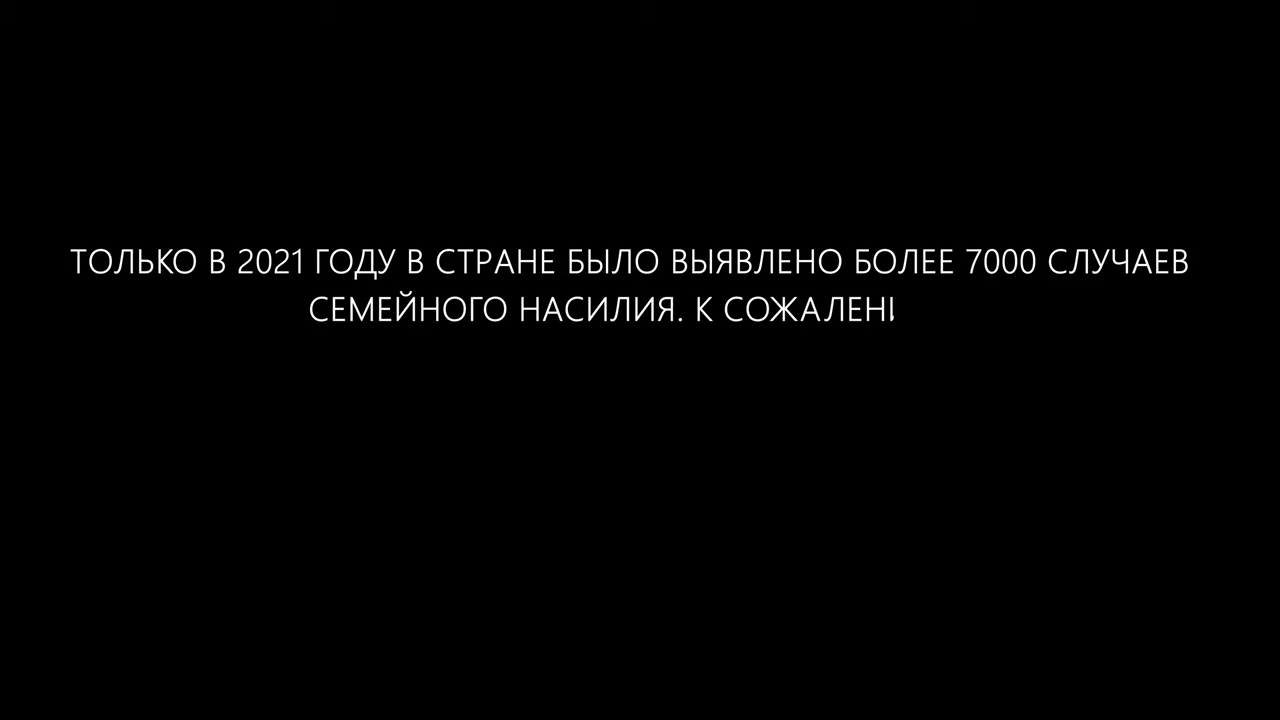 ТОЛЬКО В 2021 ГОДУ В СТРАНЕ БЫЛО ВЫЯВЛЕНО БОЛЕЕ 7000 СЛУЧАЕВ
СЕМЕЙНОГО НАСИЛИЯ. К СОЖАЛЕН